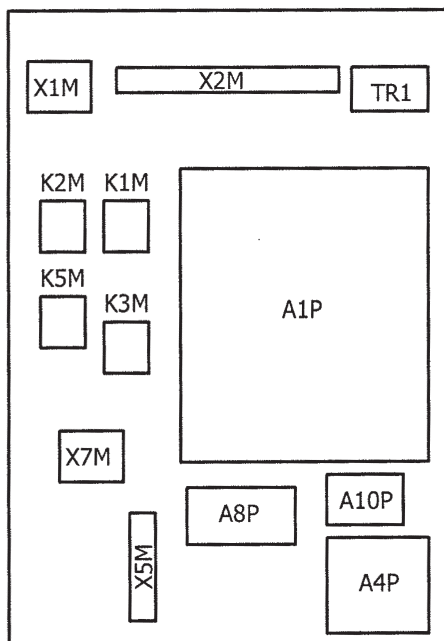 X1M
X2M
TR1
K2M K1M
K5M
K3M
A1P
X7M
A8P
A10P
X5M
A4P